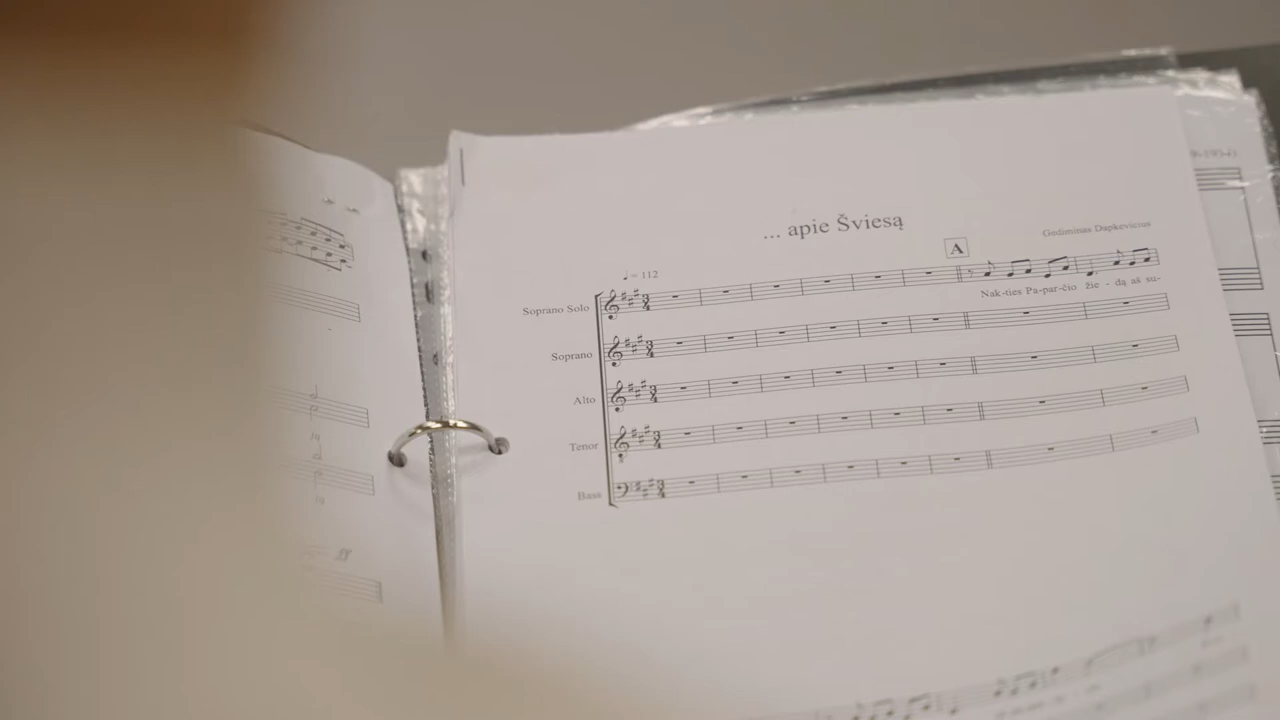 ... apie Šviesą
Gediminas Dapkevičius
A
♩ = 112
Soprano Solo
Nak-ties Pa-par-čio žie - dą aš su-
Soprano
Alto
Tenor
Bass
ff